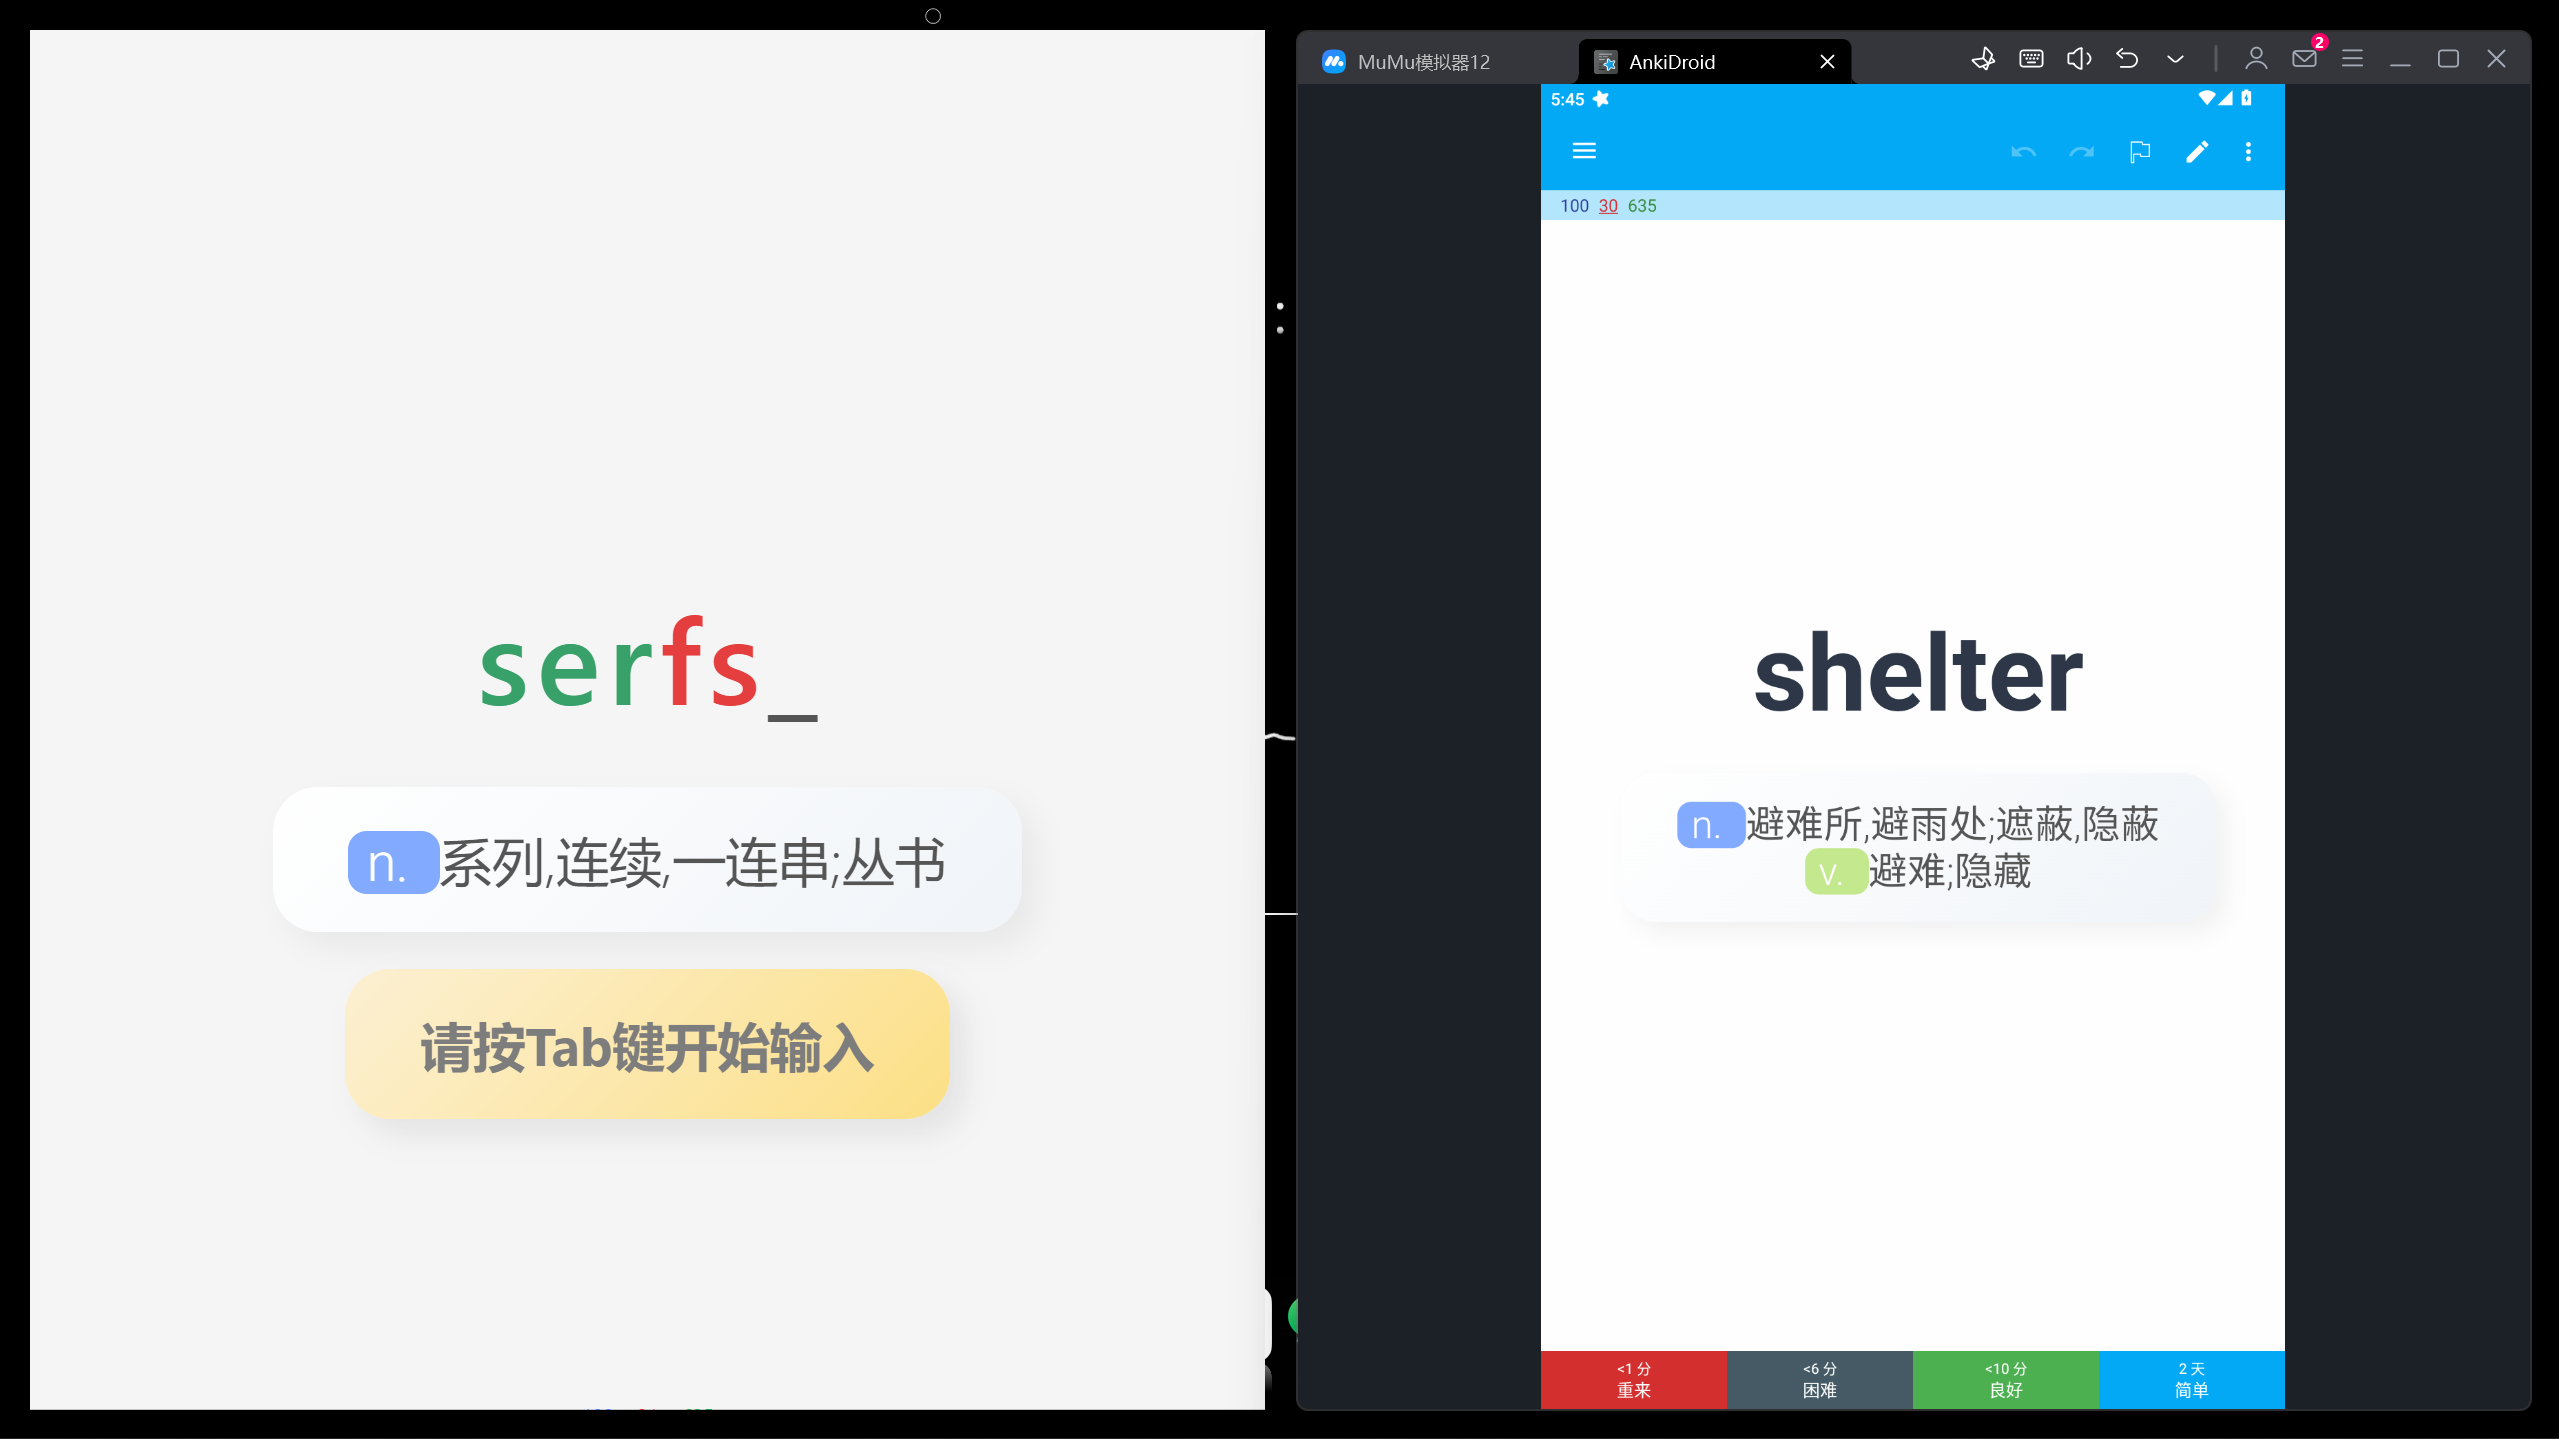 serfs_
n. 系列,连续,一连串;丛书
请按Tab键开始输入
MuMu模拟器12
AnkiDroid
2
5:45
100 30 635
shelter
n. 避难所,避雨处;遮蔽,隐蔽
v. 避难;隐藏
<1 分
重来
<6 分
困难
<10 分
良好
2 天
简单